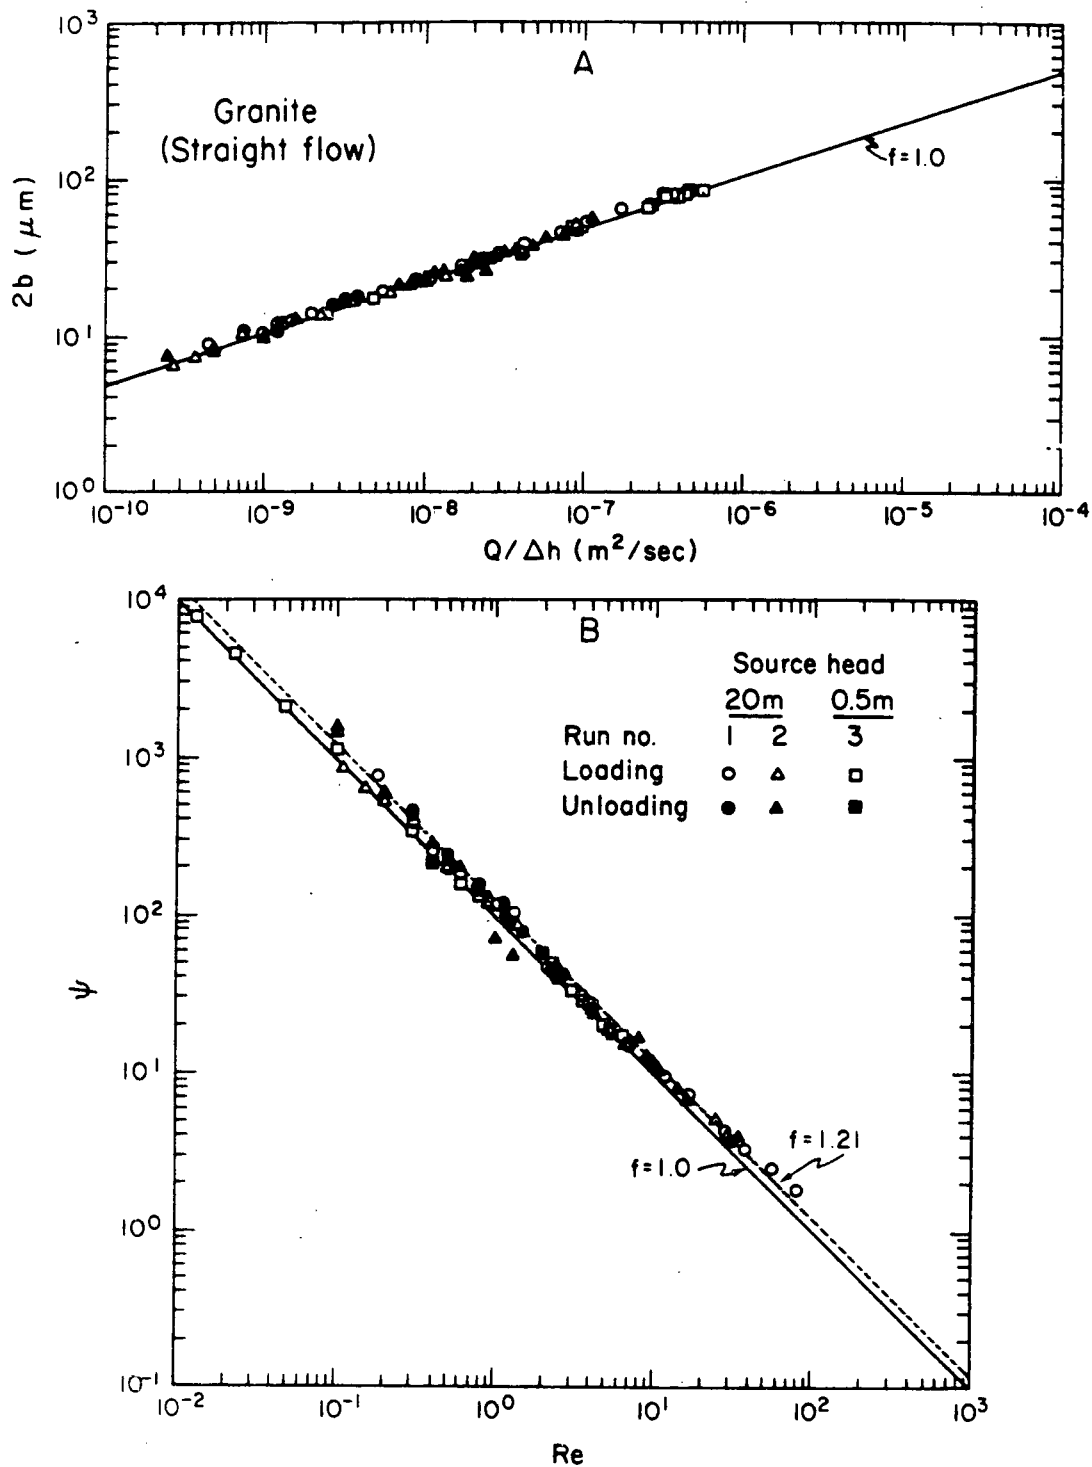 A
Granite
(Straight flow)
2b (μm)
10³
10²
10¹
10⁰
f=1.0
10⁻¹⁰ 10⁻⁹ 10⁻⁸ 10⁻⁷ 10⁻⁶ 10⁻⁵ 10⁻⁴
Q/Δh (m²/sec)
B
ψ
10⁴
10³
10²
10¹
10⁰
10⁻¹
Source head
20m 0.5m
Run no. 1 2 3
Loading
Unloading
f=1.21
f=1.0
10⁻² 10⁻¹ 10⁰ 10¹ 10² 10³
Re